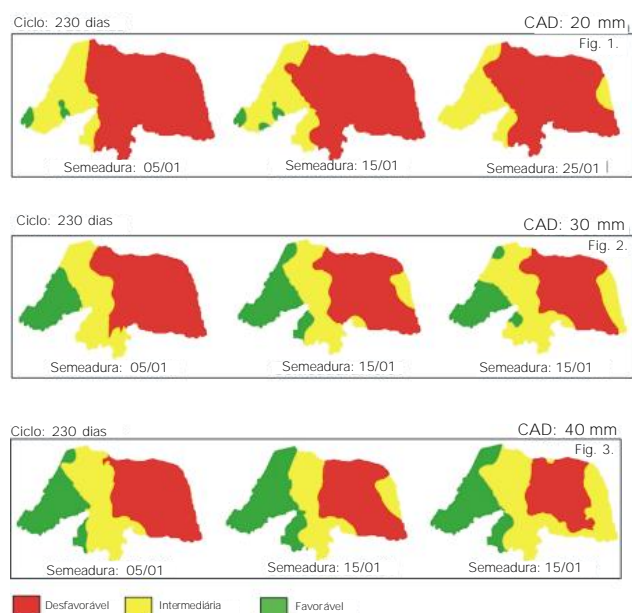 Ciclo: 230 dias CAD: 20 mm
Fig. 1.
Semeadura: 05/01 Semeadura: 15/01 Semeadura: 25/01
Ciclo: 230 dias CAD: 30 mm
Fig. 2.
Semeadura: 05/01 Semeadura: 15/01 Semeadura: 15/01
Ciclo: 230 dias CAD: 40 mm
Fig. 3.
Semeadura: 05/01 Semeadura: 15/01 Semeadura: 15/01
Desfavorável Intermediária Favorável